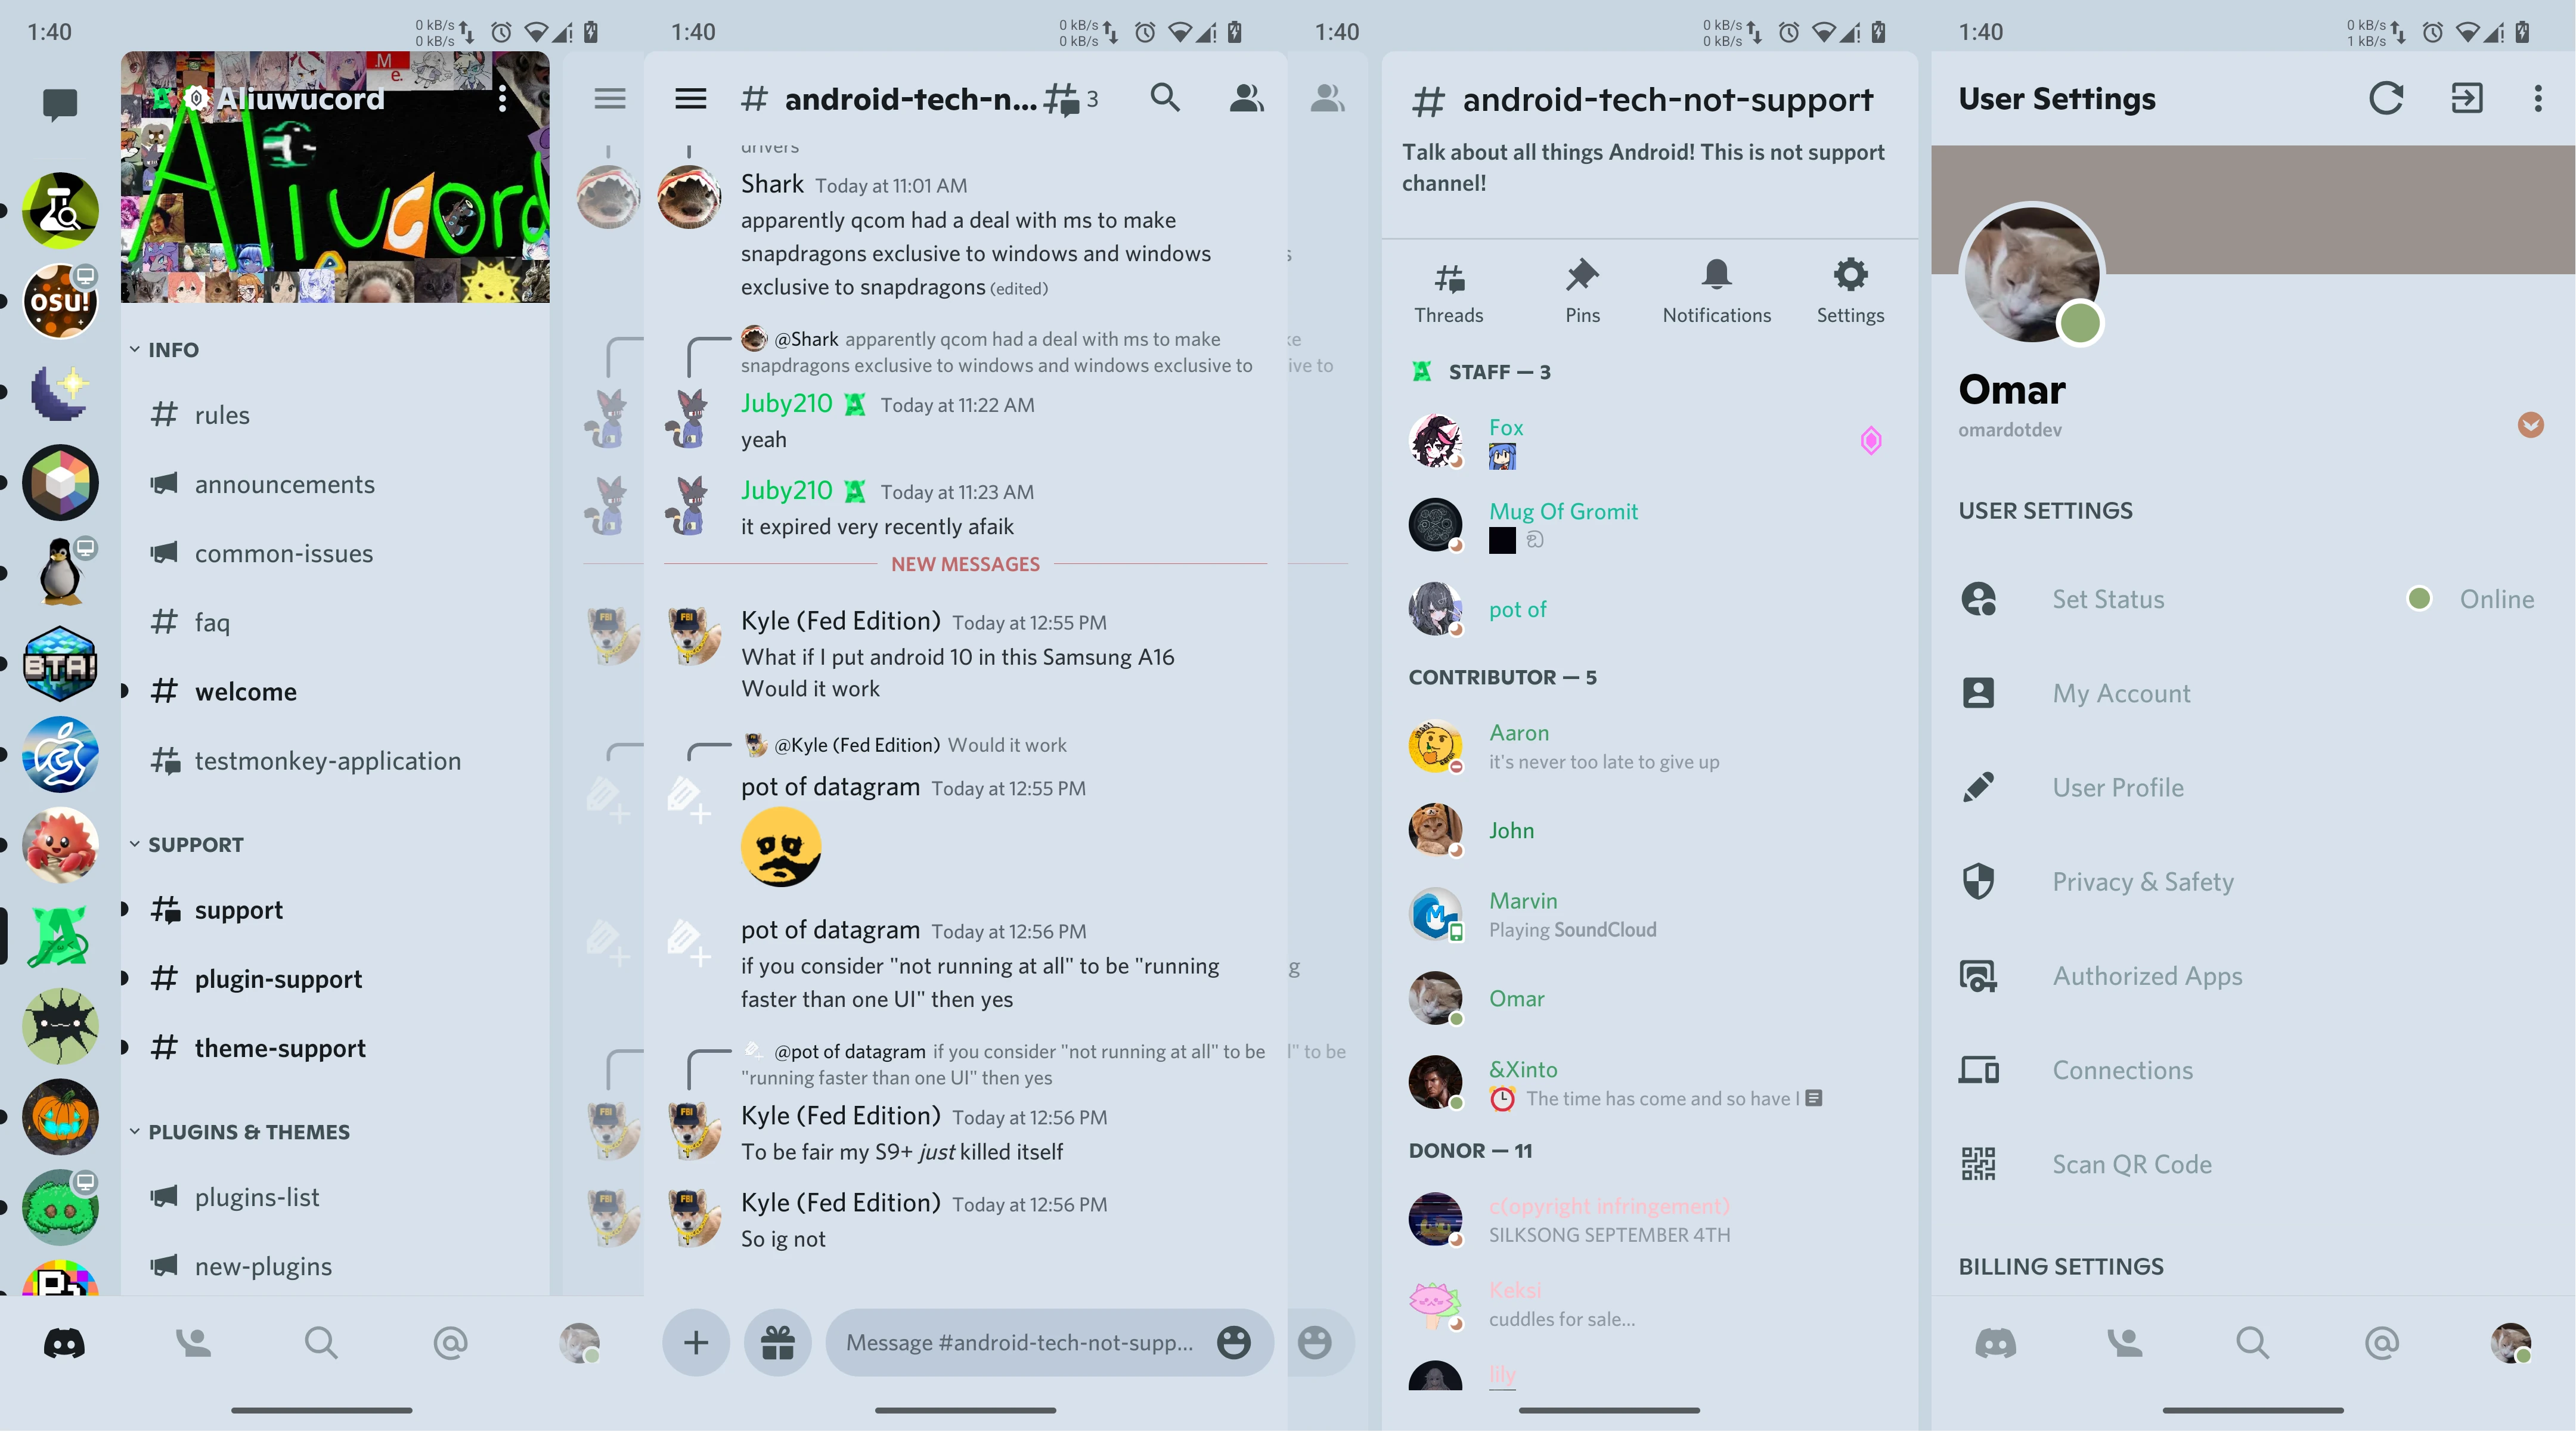 1:40
0 kB/s
0 kB/s
.M
e.
Aliuwucord
Aliucord
osu!
BTA!
INFO
rules
announcements
common-issues
faq
welcome
testmonkey-application
SUPPORT
support
plugin-support
theme-support
PLUGINS & THEMES
plugins-list
new-plugins
1:40
0 kB/s
0 kB/s
# android-tech-n... 3
drivers
Shark Today at 11:01 AM
apparently qcom had a deal with ms to make
snapdragons exclusive to windows and windows
exclusive to snapdragons (edited)
@Shark apparently qcom had a deal with ms to make
snapdragons exclusive to windows and windows exclusive to
Juby210 Today at 11:22 AM
yeah
Juby210 Today at 11:23 AM
it expired very recently afaik
NEW MESSAGES
Kyle (Fed Edition) Today at 12:55 PM
What if I put android 10 in this Samsung A16
Would it work
@Kyle (Fed Edition) Would it work
pot of datagram Today at 12:55 PM
pot of datagram Today at 12:56 PM
if you consider "not running at all" to be "running
faster than one UI" then yes
@pot of datagram if you consider "not running at all" to be
"running faster than one UI" then yes
FBI
Kyle (Fed Edition) Today at 12:56 PM
To be fair my S9+ just killed itself
FBI
Kyle (Fed Edition) Today at 12:56 PM
So ig not
Message #android-tech-not-supp...
1:40
0 kB/s
0 kB/s
s
ke
ive to
g
l" to be
# android-tech-not-support
Talk about all things Android! This is not support
channel!
Threads
Pins
Notifications
Settings
STAFF — 3
Fox
Mug Of Gromit
ඞ
pot of
CONTRIBUTOR — 5
Aaron
it's never too late to give up
John
Marvin
Playing SoundCloud
Omar
&Xinto
The time has come and so have I
DONOR — 11
c(opyright infringement)
SILKSONG SEPTEMBER 4TH
Keksi
cuddles for sale...
lily
1:40
0 kB/s
1 kB/s
User Settings
Omar
omardotdev
USER SETTINGS
Set Status
Online
My Account
User Profile
Privacy & Safety
Authorized Apps
Connections
Scan QR Code
BILLING SETTINGS